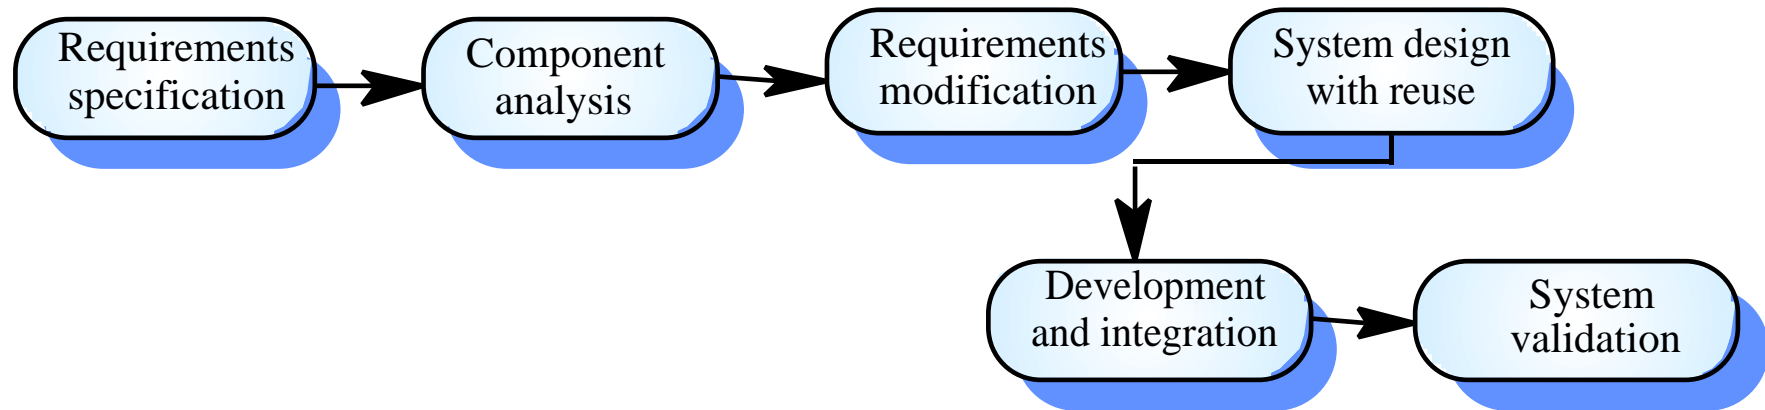 Requirements
specification
Component
analysis
Requirements
modification
System design
with reuse
Development
and integration
System
validation